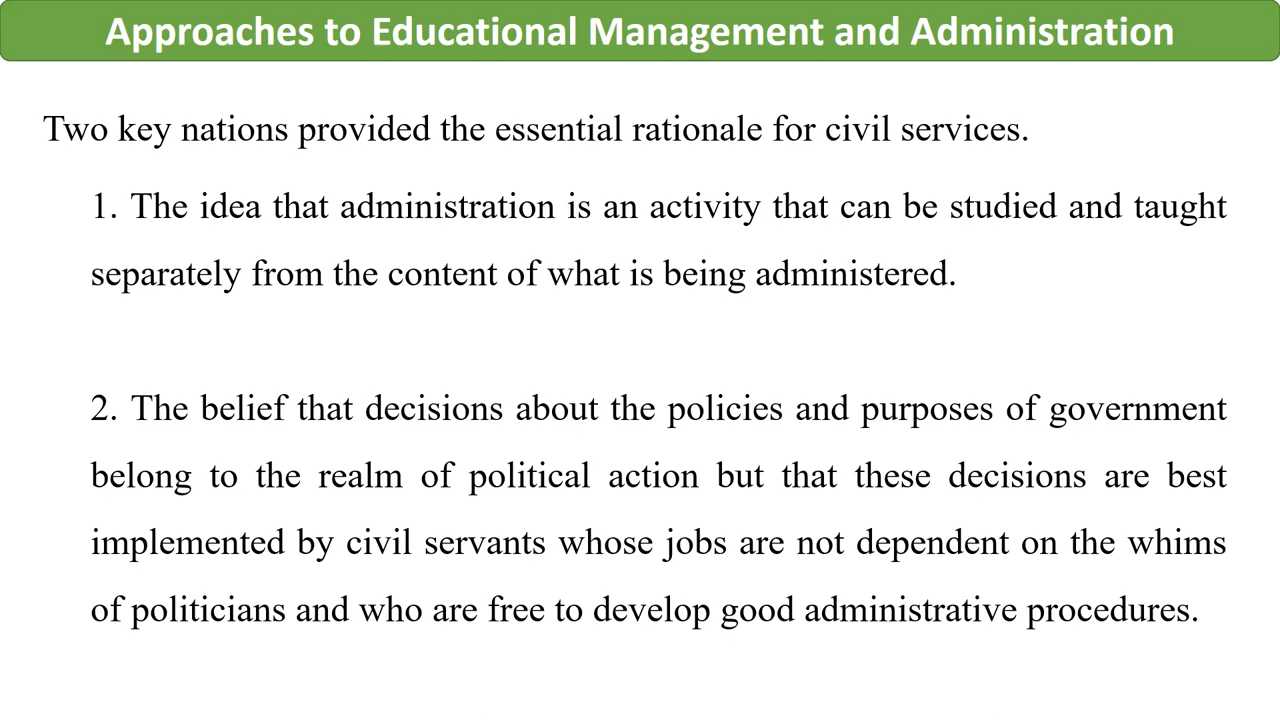 Approaches to Educational Management and Administration
Two key nations provided the essential rationale for civil services.
1. The idea that administration is an activity that can be studied and taught
separately from the content of what is being administered.
2. The belief that decisions about the policies and purposes of government
belong to the realm of political action but that these decisions are best
implemented by civil servants whose jobs are not dependent on the whims
of politicians and who are free to develop good administrative procedures.